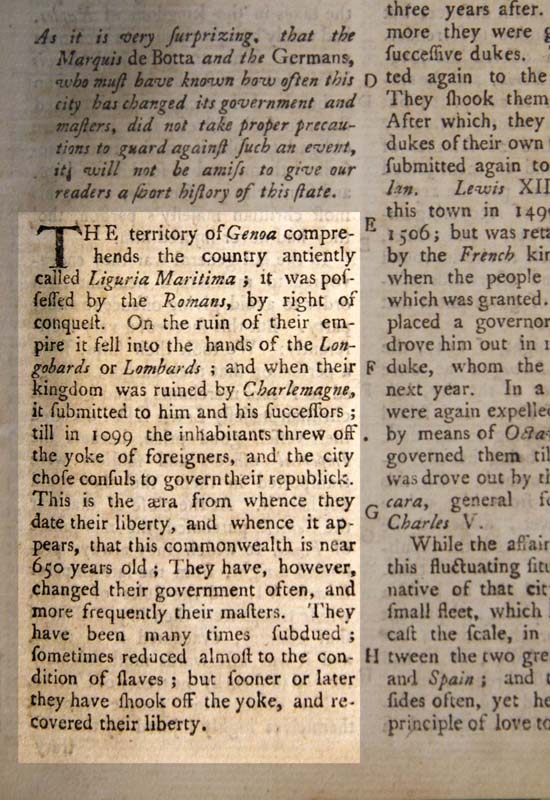 As it is very ſurprizing, that the
Marquis de Botta and the Germans,
who muſt have known how often this
city has changed its government and
maſters, did not take proper precau-
tions to guard againſt ſuch an event,
it will not be amiſs to give our
readers a ſhort hiſtory of this ſtate.
THE territory of Genoa compre-
hends the country antiently
called Liguria Maritima ; it was poſ-
ſeſſed by the Romans, by right of
conqueſt. On the ruin of their em-
pire it fell into the hands of the Lon-
gobards or Lombards ; and when their
kingdom was ruined by Charlemagne,
it ſubmitted to him and his ſucceſſors ;
till in 1099 the inhabitants threw off
the yoke of foreigners, and the city
choſe conſuls to govern their republick.
This is the æra from whence they
date their liberty, and whence it ap-
pears, that this commonwealth is near
650 years old ; They have, however,
changed their government often, and
more frequently their maſters. They
have been many times ſubdued ;
ſometimes reduced almoſt to the con-
dition of ſlaves ; but ſooner or later
they have ſhook off the yoke, and re-
covered their liberty.
D
E
F
G
H
three years after.
more they were
ſucceſſive dukes.
ted again to the
They ſhook them
After which, they
dukes of their own
ſubmitted again to
lan. Lewis XII
this town in 149
1506; but was
by the French
when the people
which was granted.
placed a governor
drove him out in
duke, whom the
next year. In a
were again
by means of
governed them
was drove out by
cara, general
Charles V.
While the affair
this fluctuating
native of that
ſmall fleet, which
caſt the ſcale, in
tween the two
and Spain ; and
ſides often, yet he
principle of love to